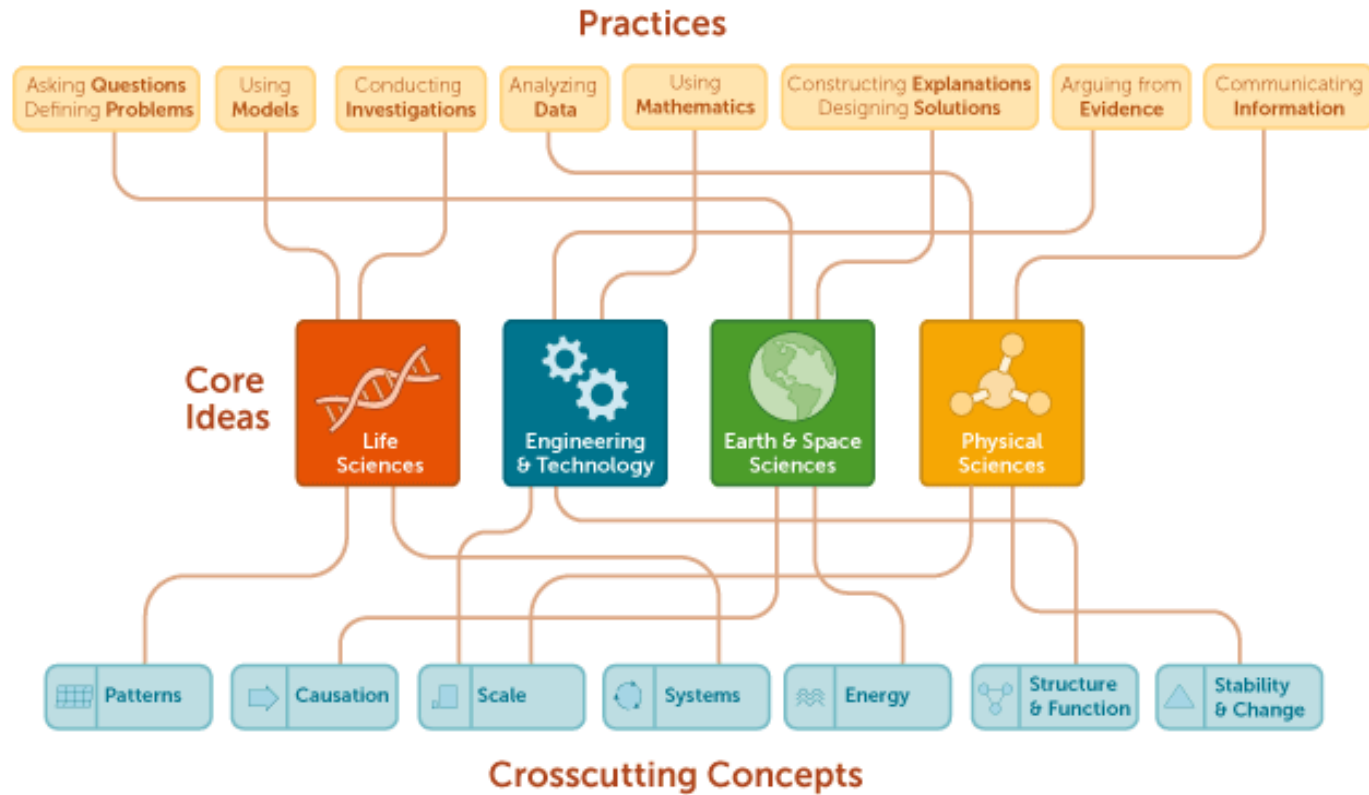 Practices
Asking Questions
Defining Problems
Using
Models
Conducting
Investigations
Analyzing
Data
Using
Mathematics
Constructing Explanations
Designing Solutions
Arguing from
Evidence
Communicating
Information
Core
Ideas
Life
Sciences
Engineering
& Technology
Earth & Space
Sciences
Physical
Sciences
Patterns
Causation
Scale
Systems
Energy
Structure
& Function
Stability
& Change
Crosscutting Concepts